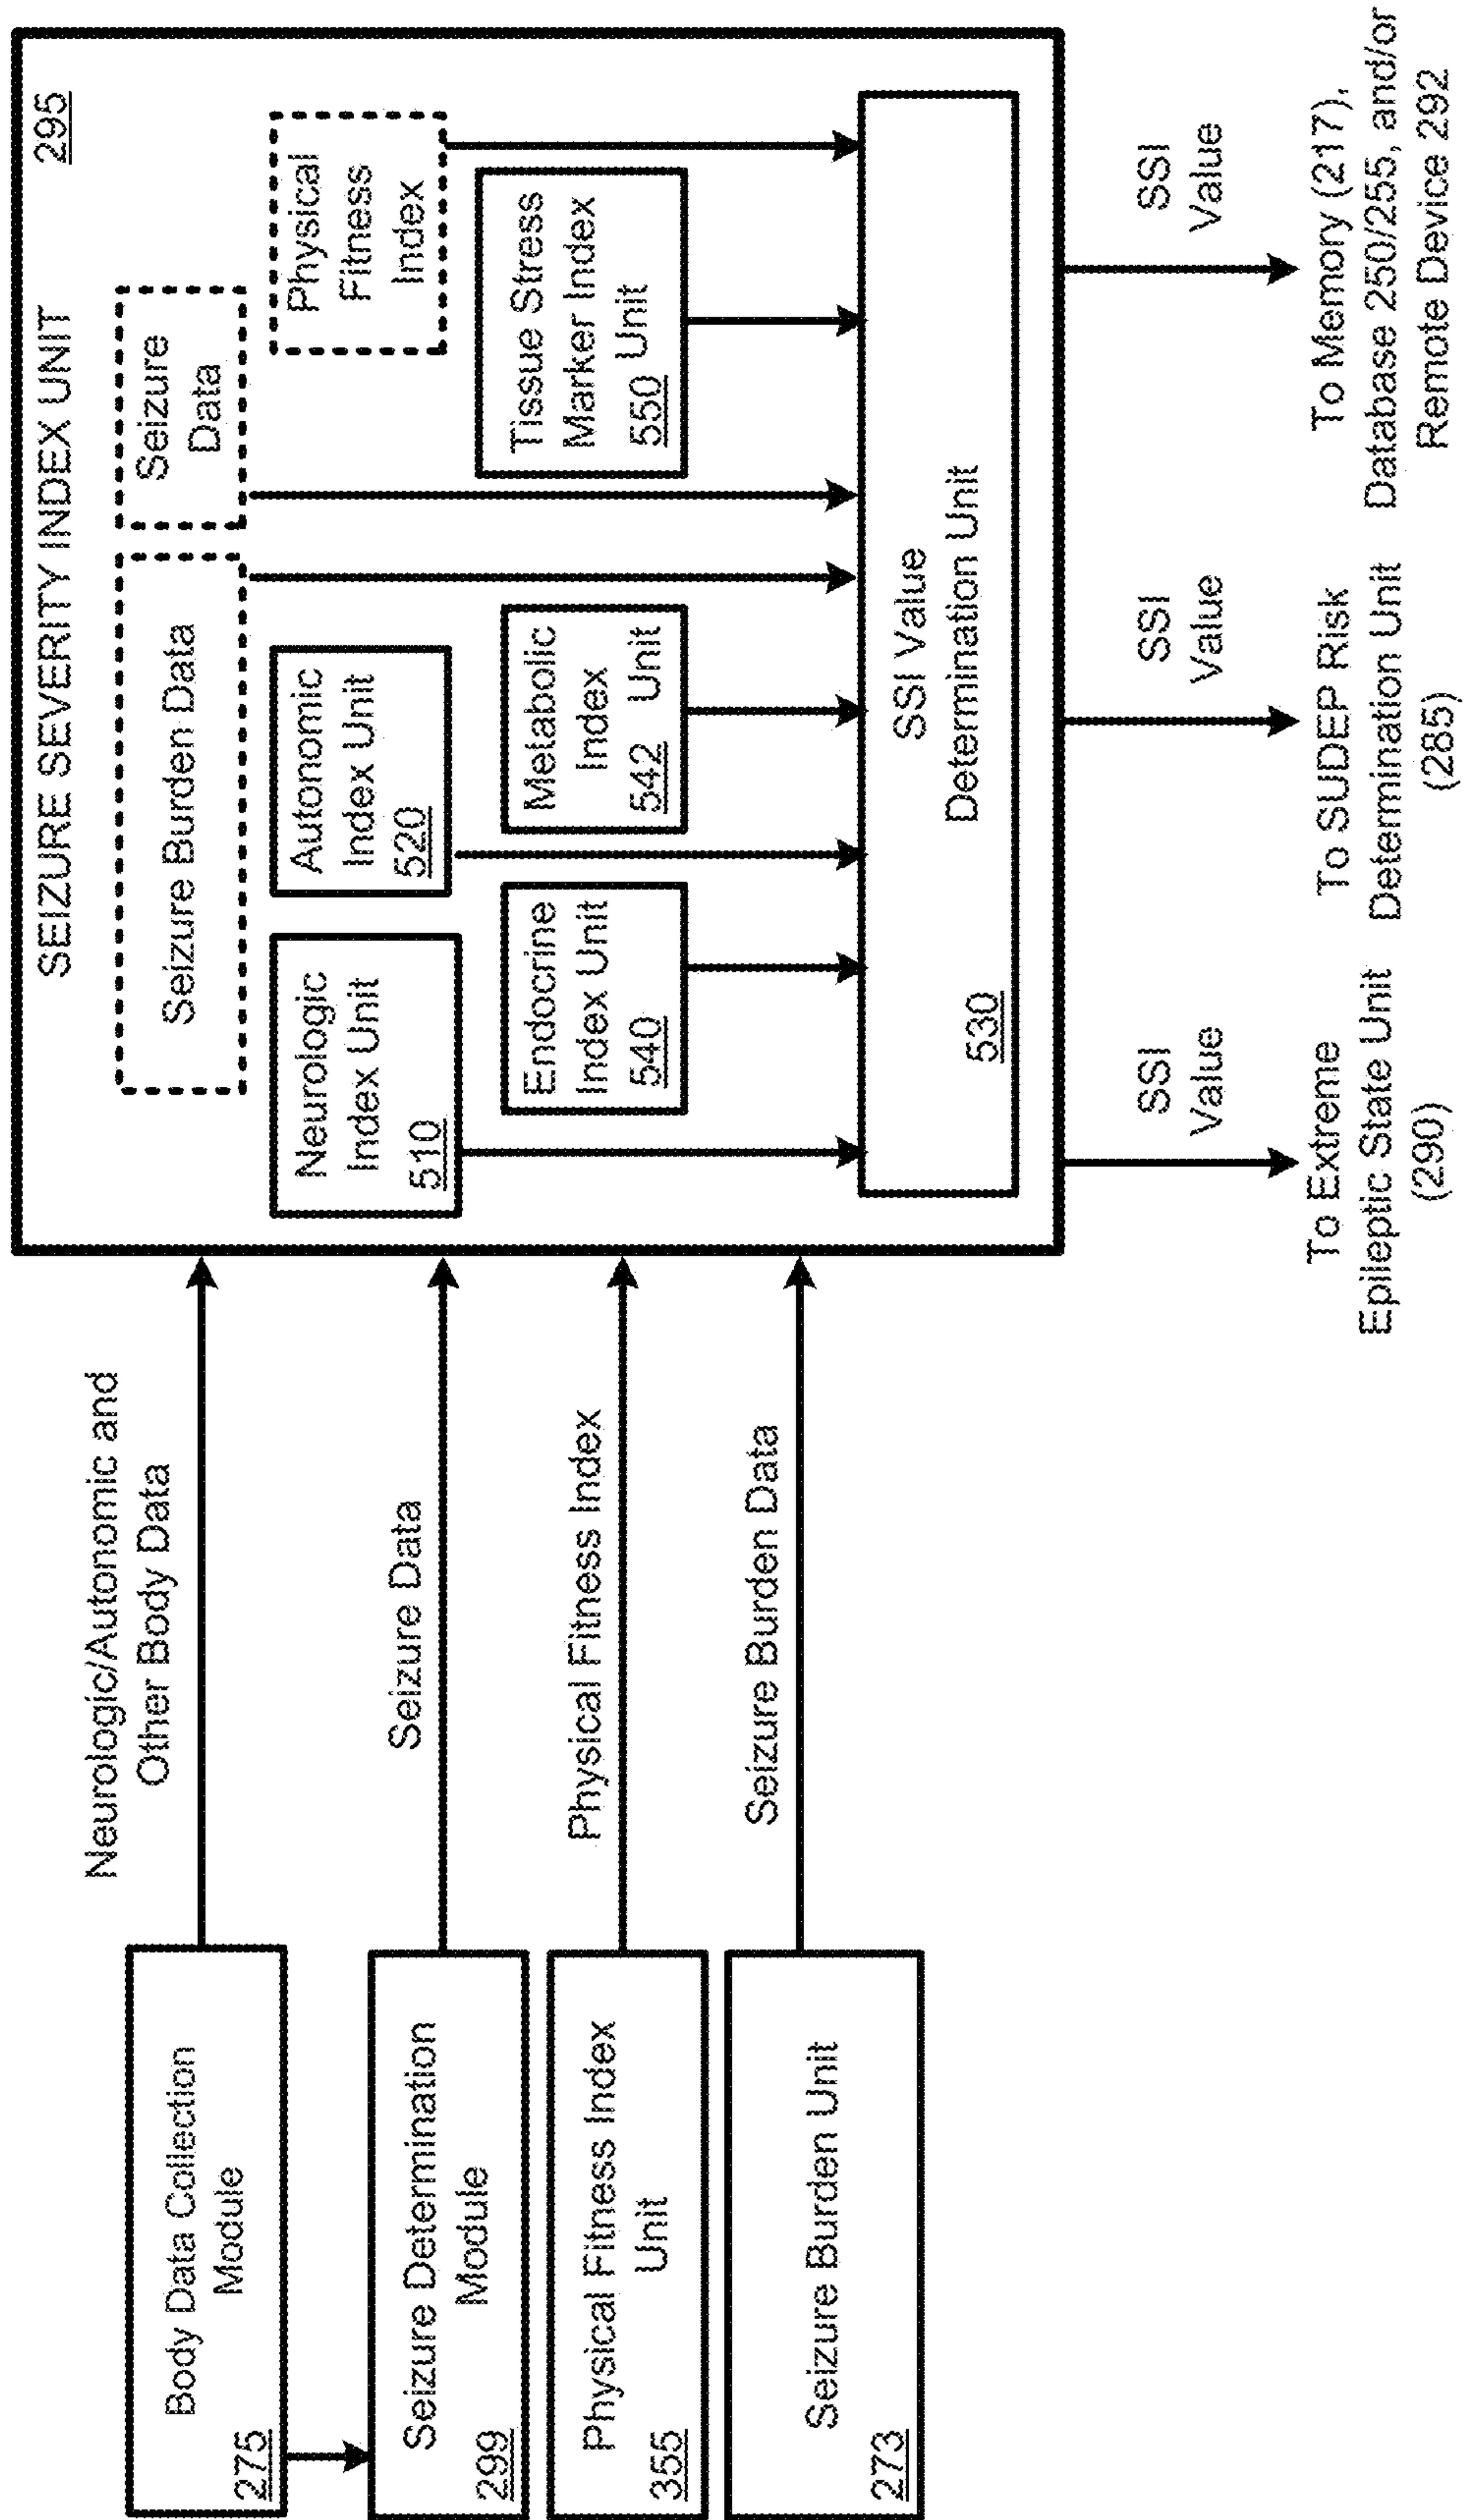 SEIZURE SEVERITY INDEX UNIT
295
Seizure Burden Data
Seizure
Data
Neurologic
Index Unit
510
Autonomic
Index Unit
520
Physical
Fitness
Index
Endocrine
Index Unit
540
Metabolic
Index
542 Unit
Tissue Stress
Marker Index
550 Unit
SSI Value
Determination Unit
530
Body Data Collection
Module
275
Neurologic/Autonomic and
Other Body Data
Seizure Determination
Module
299
Seizure Data
Physical Fitness Index
Unit
355
Physical Fitness Index
Seizure Burden Unit
273
Seizure Burden Data
SSI
Value
To Extreme
Epileptic State Unit
(290)
SSI
Value
To SUDEP Risk
Determination Unit
(285)
SSI
Value
To Memory (217),
Database 250/255, and/or
Remote Device 292